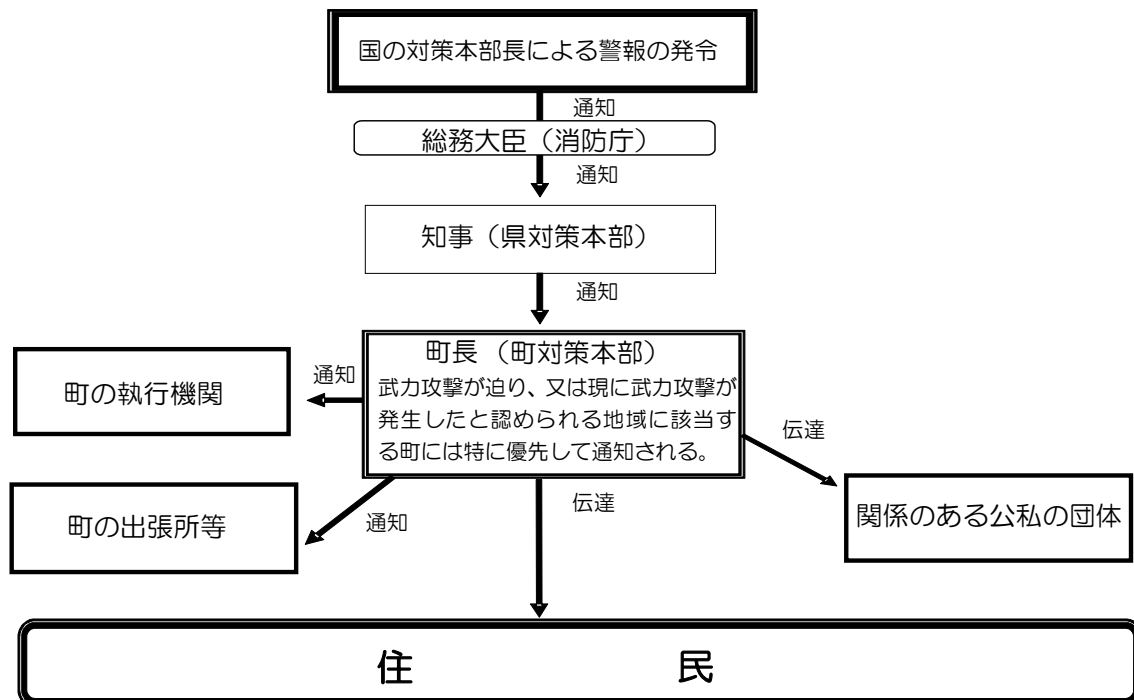 国の対策本部長による警報の発令
通知
総務大臣（消防庁）
通知
知事（県対策本部）
通知
町長（町対策本部）
武力攻撃が迫り、又は現に武力攻撃が
発生したと認められる地域に該当す
る町には特に優先して通知される。
通知
町の執行機関
伝達
関係のある公私の団体
通知
町の出張所等
伝達
住民